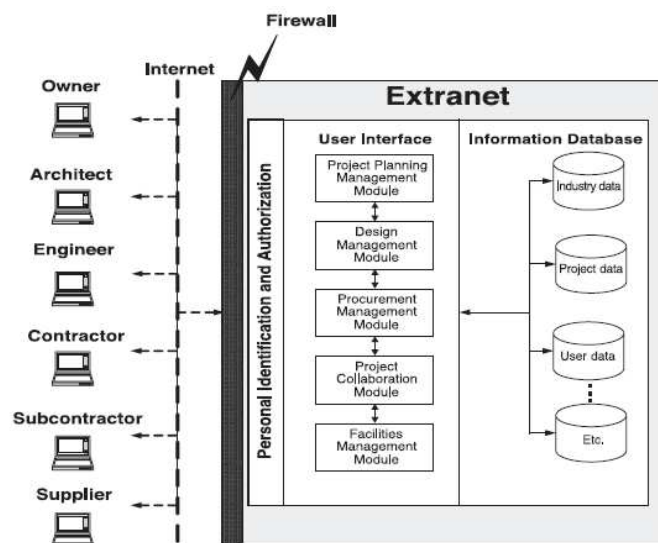 Firewall
Internet
Owner
Architect
Engineer
Contractor
Subcontractor
Supplier
Extranet
Personal Identification and Authorization
User Interface
Project Planning
Management
Module
Design
Management
Module
Procurement
Management
Module
Project
Collaboration
Module
Facilities
Management
Module
Information Database
Industry data
Project data
User data
Etc.